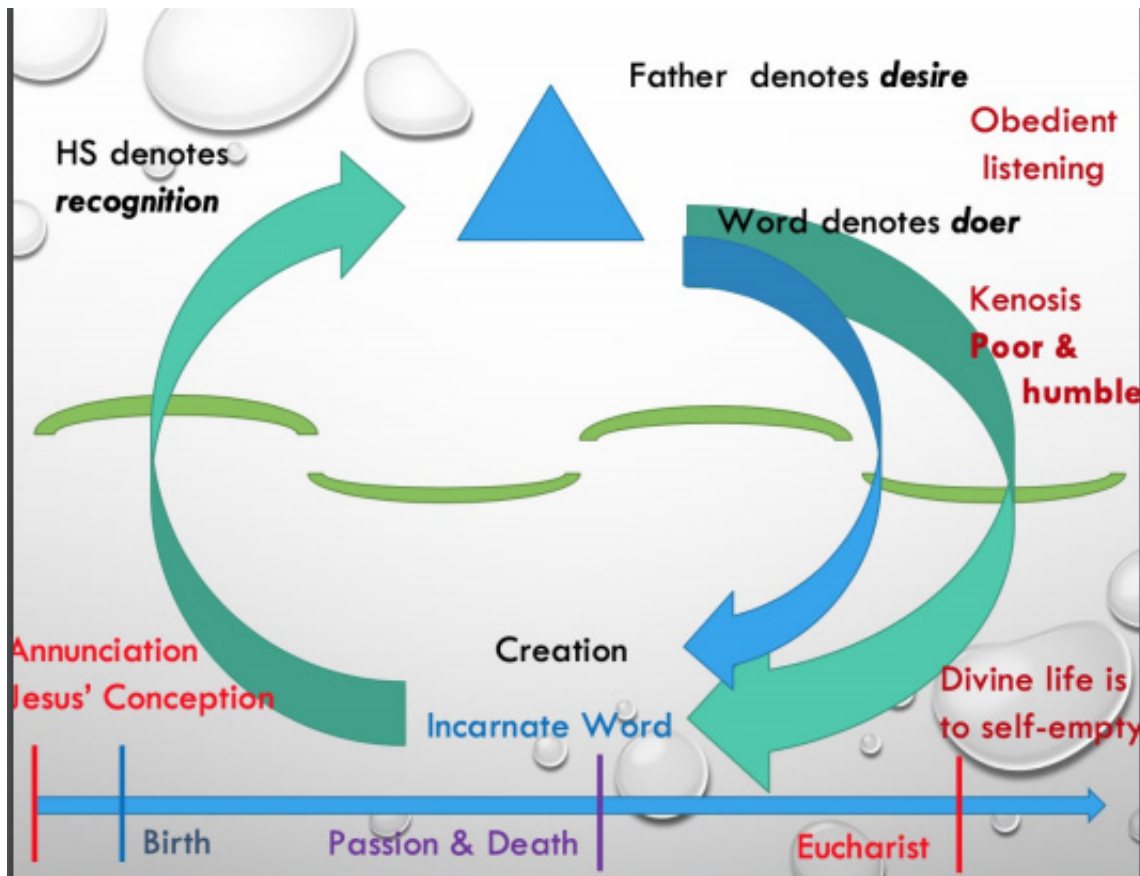 Father denotes desire
Obedient
listening
HS denotes
recognition
Word denotes doer
Kenosis
Poor &
humble
Annunciation
Jesus' Conception
Creation
Incarnate Word
Divine life is
to self-empty
Birth
Passion & Death
Eucharist